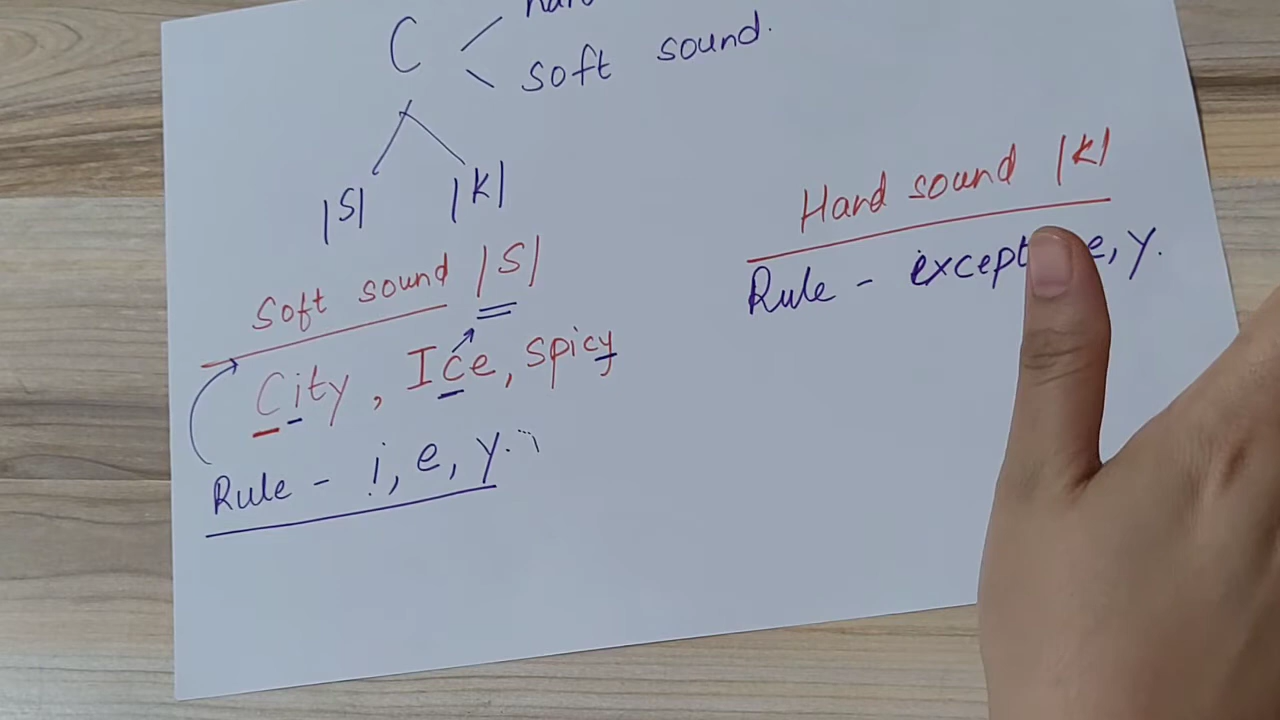 C
soft sound.
|S| |K|
Soft sound |S|
City, Ice, spicy
Rule - i, e, y.
Hard sound |K|
Rule - except e, y.